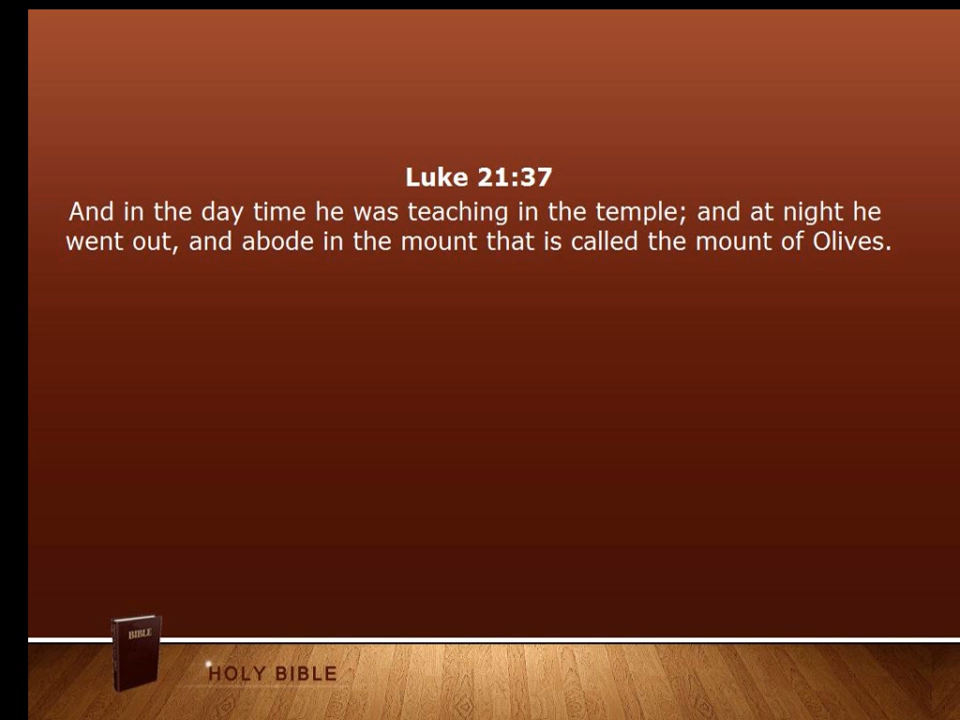 Luke 21:37
And in the day time he was teaching in the temple; and at night he
went out, and abode in the mount that is called the mount of Olives.
BIBLE
HOLY BIBLE